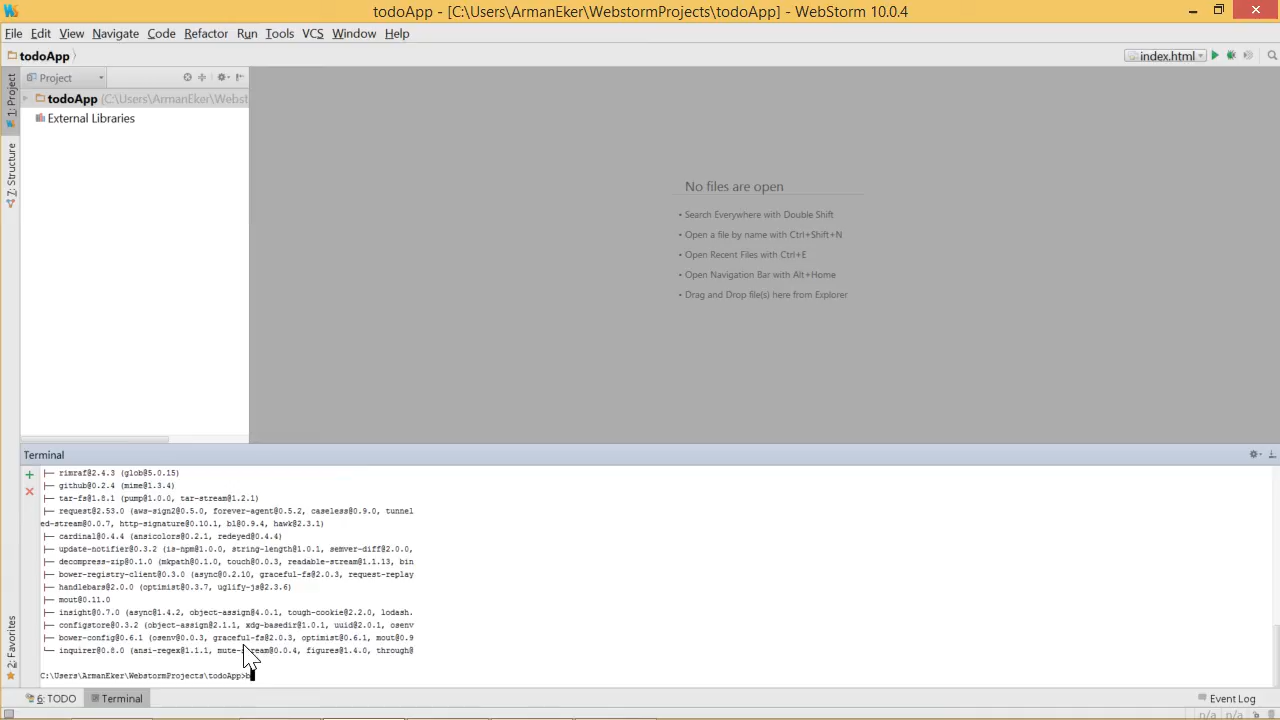 todoApp - [C:\Users\ArmanEker\WebstormProjects\todoApp] - WebStorm 10.0.4
File Edit View Navigate Code Refactor Run Tools VCS Window Help
todoApp
index.html
1: Project
Project
todoApp (C:\Users\ArmanEker\Webst
External Libraries
7: Structure
No files are open
• Search Everywhere with Double Shift
• Open a file by name with Ctrl+Shift+N
• Open Recent Files with Ctrl+E
• Open Navigation Bar with Alt+Home
• Drag and Drop file(s) here from Explorer
Terminal
├── rimraf@2.4.3 (glob@5.0.15)
├── github@0.2.4 (mime@1.3.4)
├── tar-fs@1.8.1 (pump@1.0.0, tar-stream@1.2.1)
├── request@2.53.0 (aws-sign2@0.5.0, forever-agent@0.5.2, caseless@0.9.0, tunnel
ed-stream@0.0.7, http-signature@0.10.1, bl@0.9.4, hawk@2.3.1)
├── cardinal@0.4.4 (ansicolors@0.2.1, redeyed@0.4.4)
├── update-notifier@0.3.2 (is-npm@1.0.0, string-length@1.0.1, semver-diff@2.0.0,
├── decompress-zip@0.1.0 (mkpath@0.1.0, touch@0.0.3, readable-stream@1.1.13, bin
├── bower-registry-client@0.3.0 (async@0.2.10, graceful-fs@2.0.3, request-replay
├── handlebars@2.0.0 (optimist@0.3.7, uglify-js@2.3.6)
├── mout@0.11.0
├── insight@0.7.0 (async@1.4.2, object-assign@4.0.1, tough-cookie@2.2.0, lodash.
├── configstore@0.3.2 (object-assign@2.1.1, xdg-basedir@1.0.1, uuid@2.0.1, osenv
├── bower-config@0.6.1 (osenv@0.0.3, graceful-fs@2.0.3, optimist@0.6.1, mout@0.9
└── inquirer@0.8.0 (ansi-regex@1.1.1, mute-stream@0.0.4, figures@1.4.0, through@
C:\Users\ArmanEker\WebstormProjects\todoApp>b
2: Favorites
6: TODO
Terminal
Event Log
n/a n/a